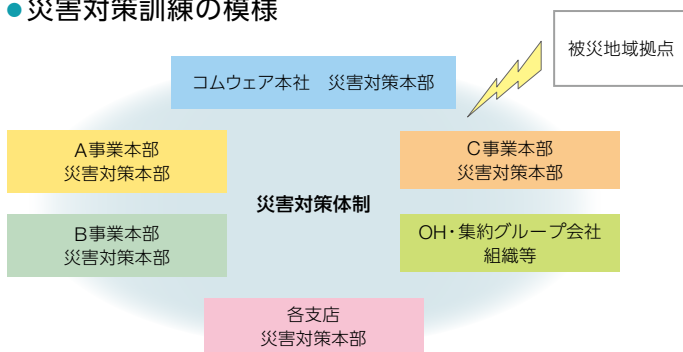 ●災害対策訓練の模様
被災地域拠点
コムウェア本社 災害対策本部
A事業本部
災害対策本部
C事業本部
災害対策本部
災害対策体制
B事業本部
災害対策本部
OH・集約グループ会社
組織等
各支店
災害対策本部